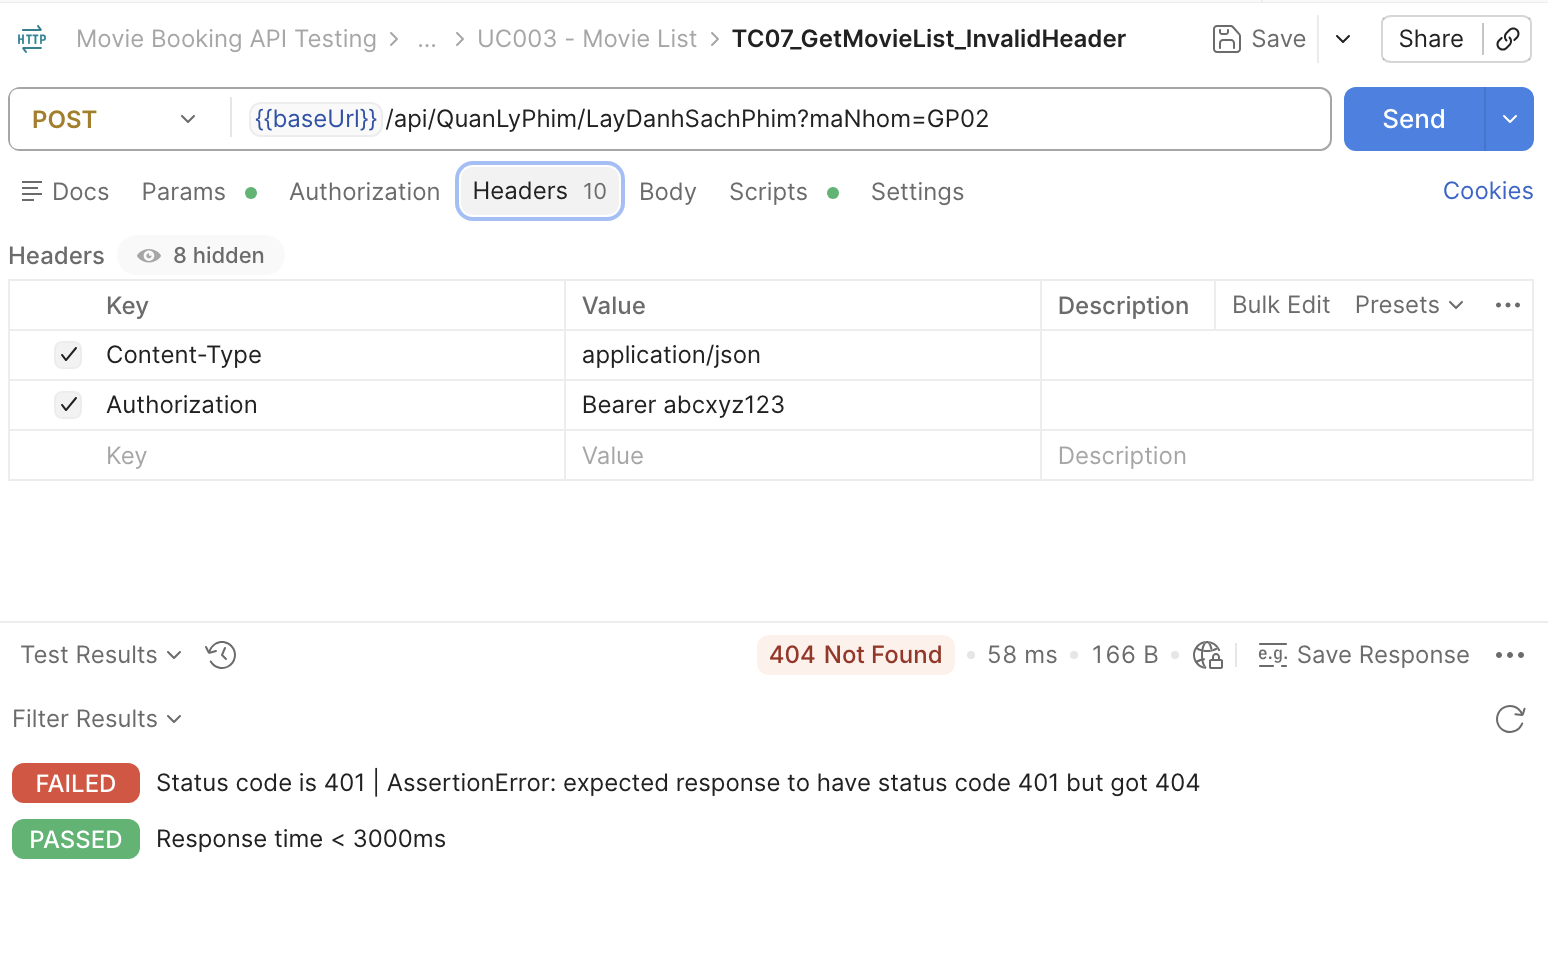 HTTP Movie Booking API Testing > ... > UC003 - Movie List > TC07_GetMovieList_InvalidHeader Save Share
POST {{baseUrl}}/api/QuanLyPhim/LayDanhSachPhim?maNhom=GP02 Send
Docs Params Authorization Headers 10 Body Scripts Settings Cookies
Headers 8 hidden
Key Value Description Bulk Edit Presets
Content-Type application/json
Authorization Bearer abcxyz123
Key Value Description
Test Results 404 Not Found • 58 ms • 166 B • e.g. Save Response
Filter Results
FAILED Status code is 401 | AssertionError: expected response to have status code 401 but got 404
PASSED Response time < 3000ms